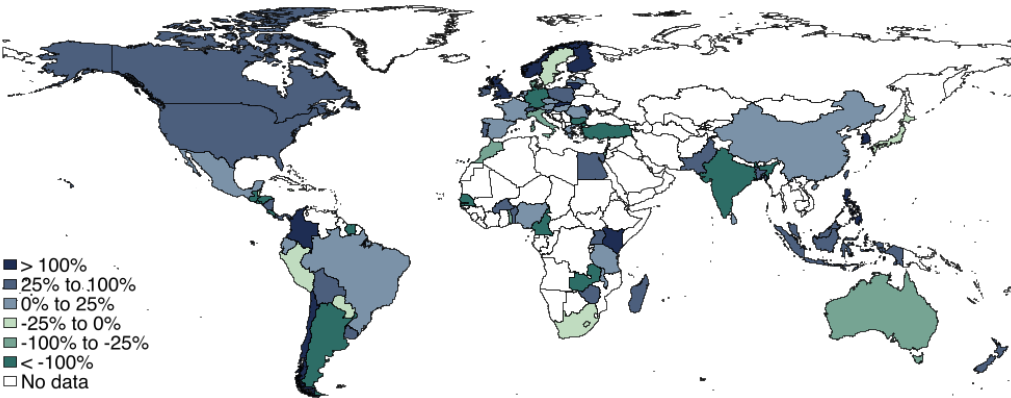 > 100%
25% to 100%
0% to 25%
-25% to 0%
-100% to -25%
< -100%
No data